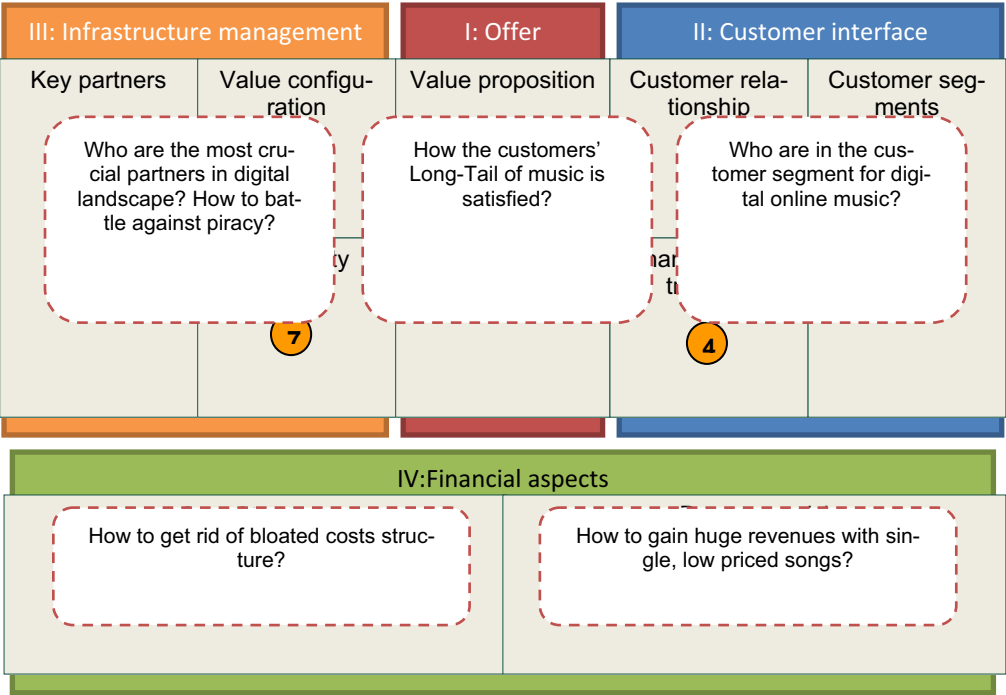 III: Infrastructure management
I: Offer
II: Customer interface
Key partners
Value configu-
ration
Value proposition
Customer rela-
tionship
Customer seg-
ments
Who are the most cru-
cial partners in digital
landscape? How to bat-
tle against piracy?
How the customers'
Long-Tail of music is
satisfied?
Who are in the cus-
tomer segment for digi-
tal online music?
7
4
IV:Financial aspects
How to get rid of bloated costs struc-
ture?
How to gain huge revenues with sin-
gle, low priced songs?